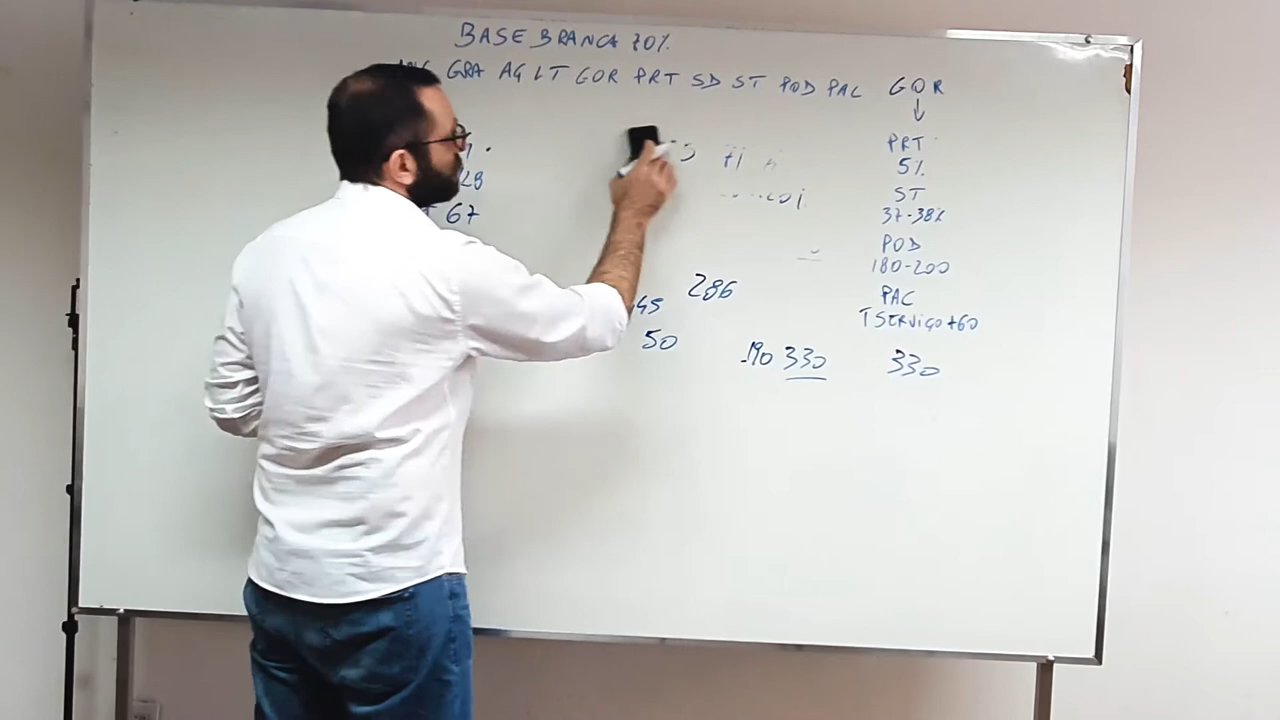 BASE BRANCA 20%
GRA AG LT GOR PRT SD ST POD PAC
GOR
↓
PRT
5%
ST
37-38%
POD
180-200
PAC
T SERVIÇO +60
330
28
67
286
45
50
190 330